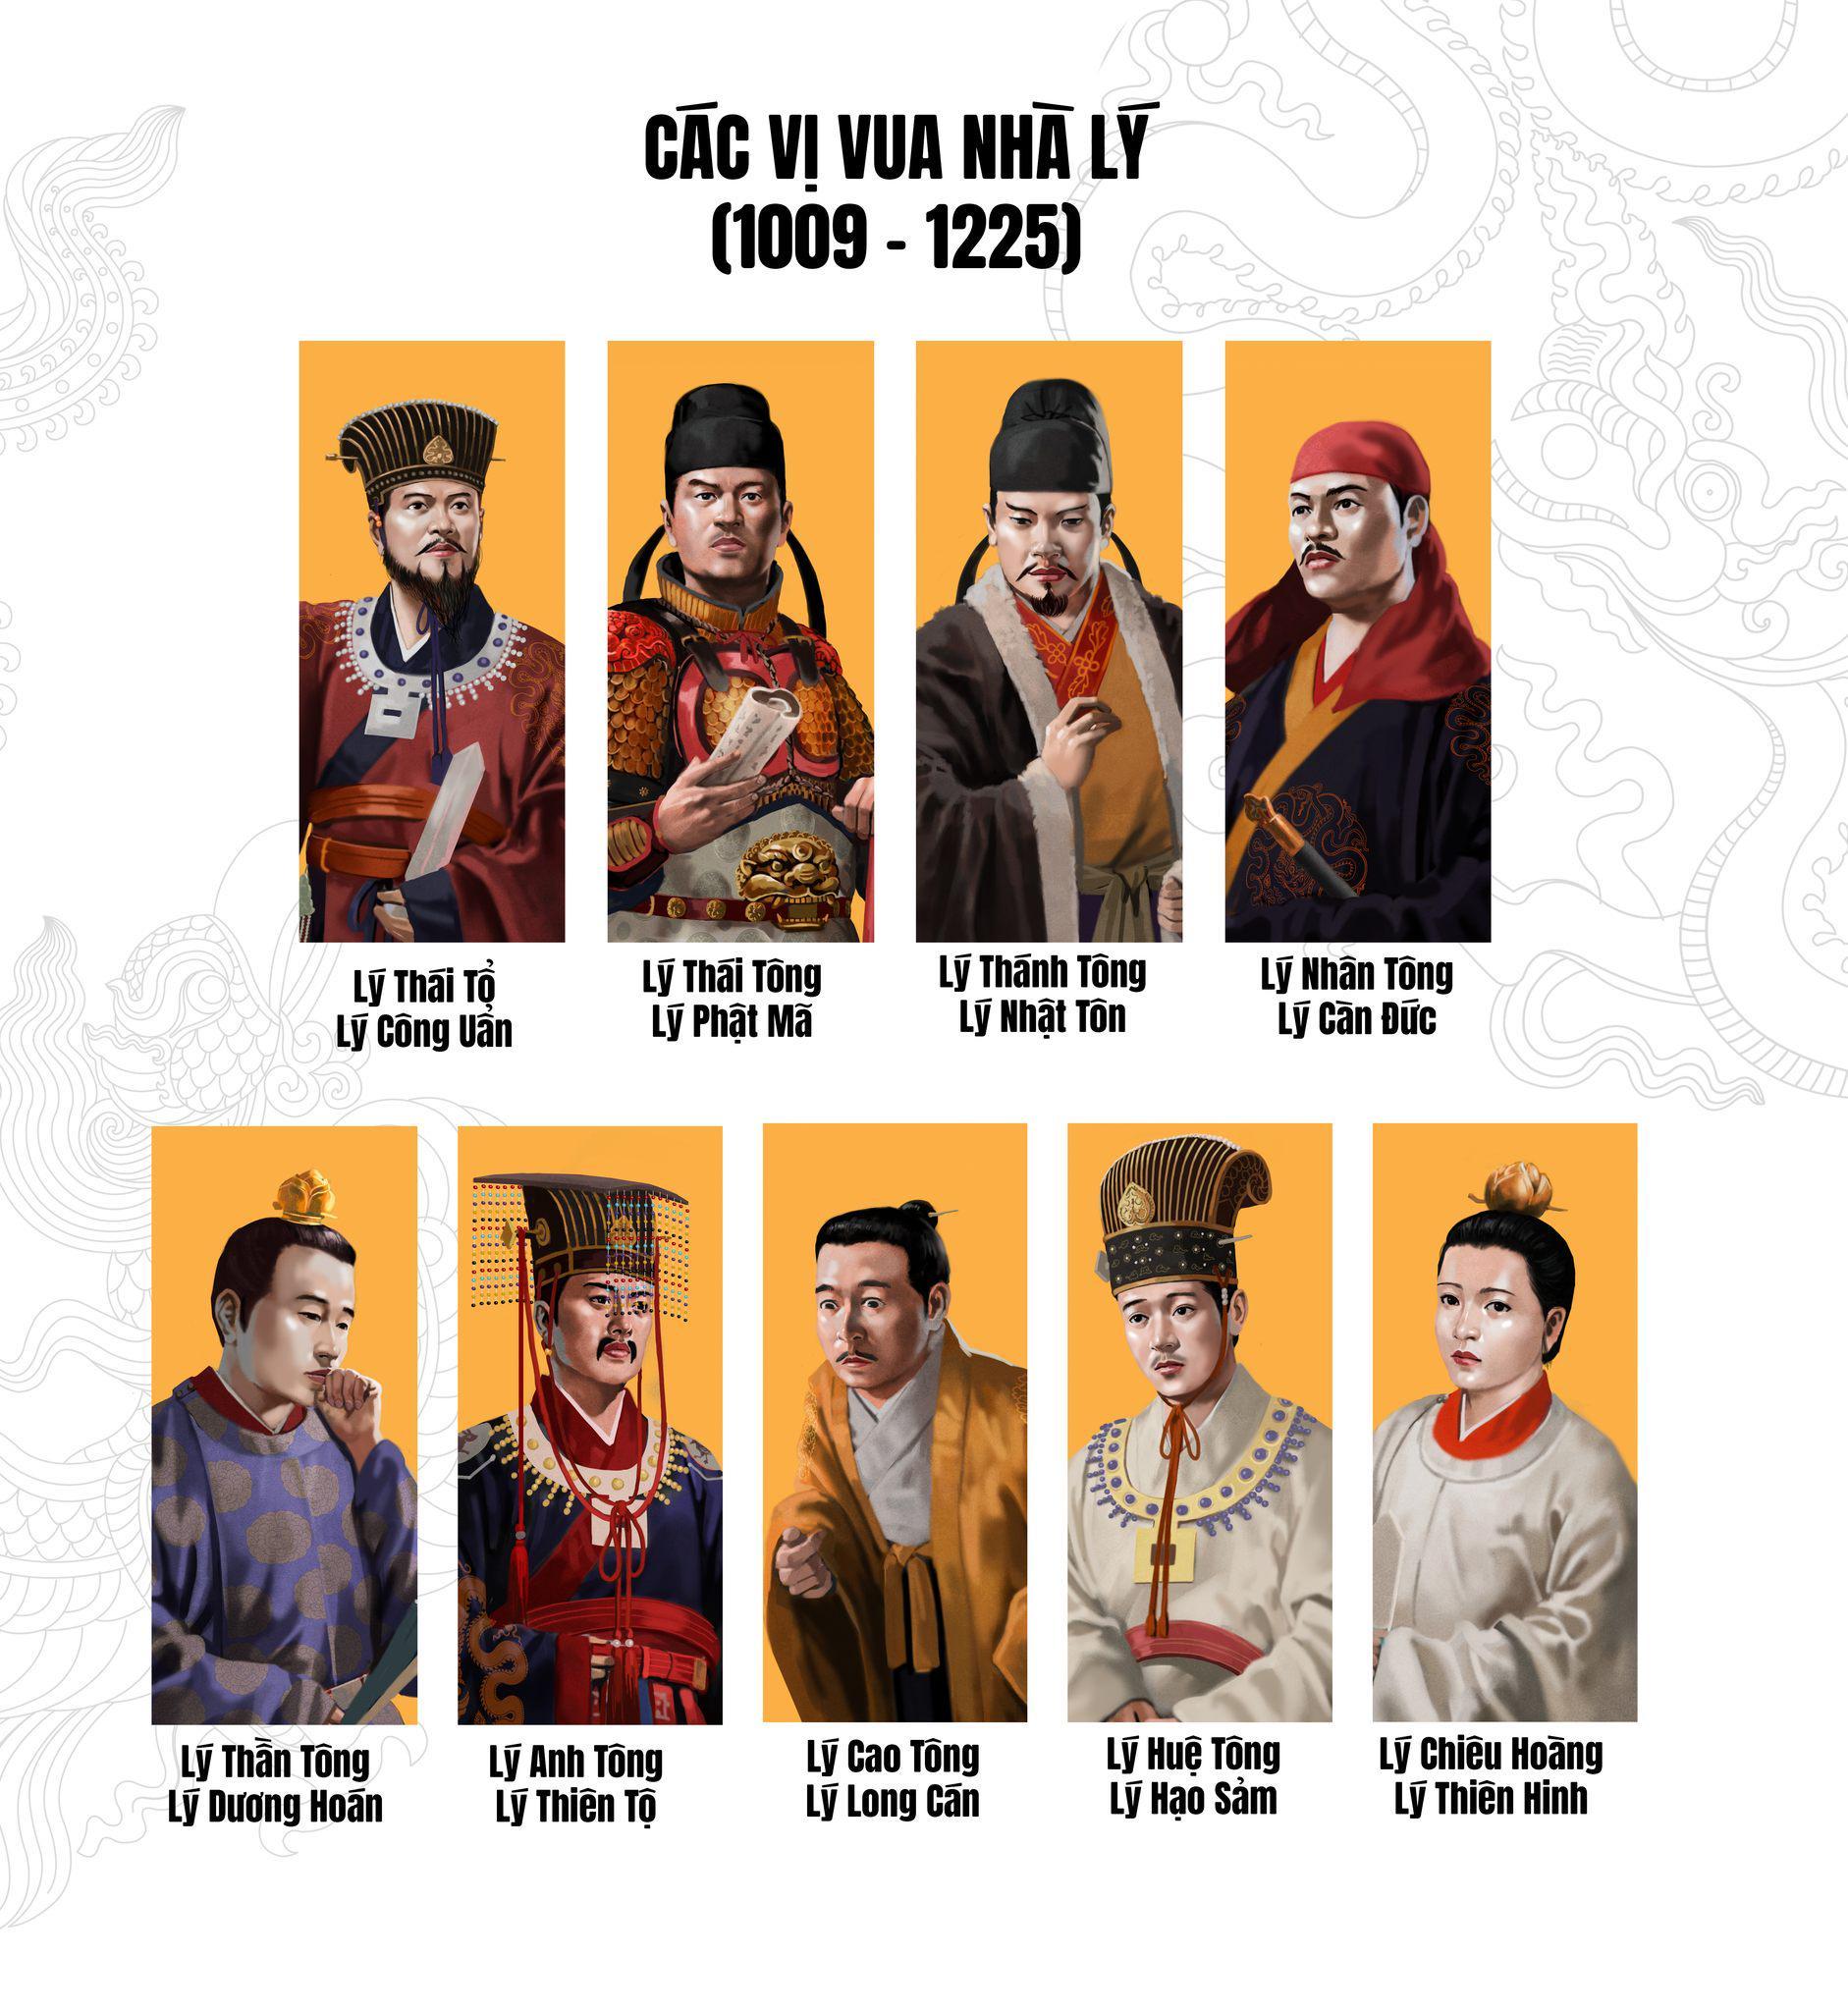 CÁC VỊ VUA NHÀ LÝ
(1009 - 1225)
Lý Thái Tổ
Lý Công Uẩn
Lý Thái Tông
Lý Phật Mã
Lý Thánh Tông
Lý Nhật Tôn
Lý Nhân Tông
Lý Càn Đức
Lý Thần Tông
Lý Dương Hoán
Lý Anh Tông
Lý Thiên Tộ
Lý Cao Tông
Lý Long Cán
Lý Huệ Tông
Lý Hạo Sảm
Lý Chiêu Hoàng
Lý Thiên Hinh